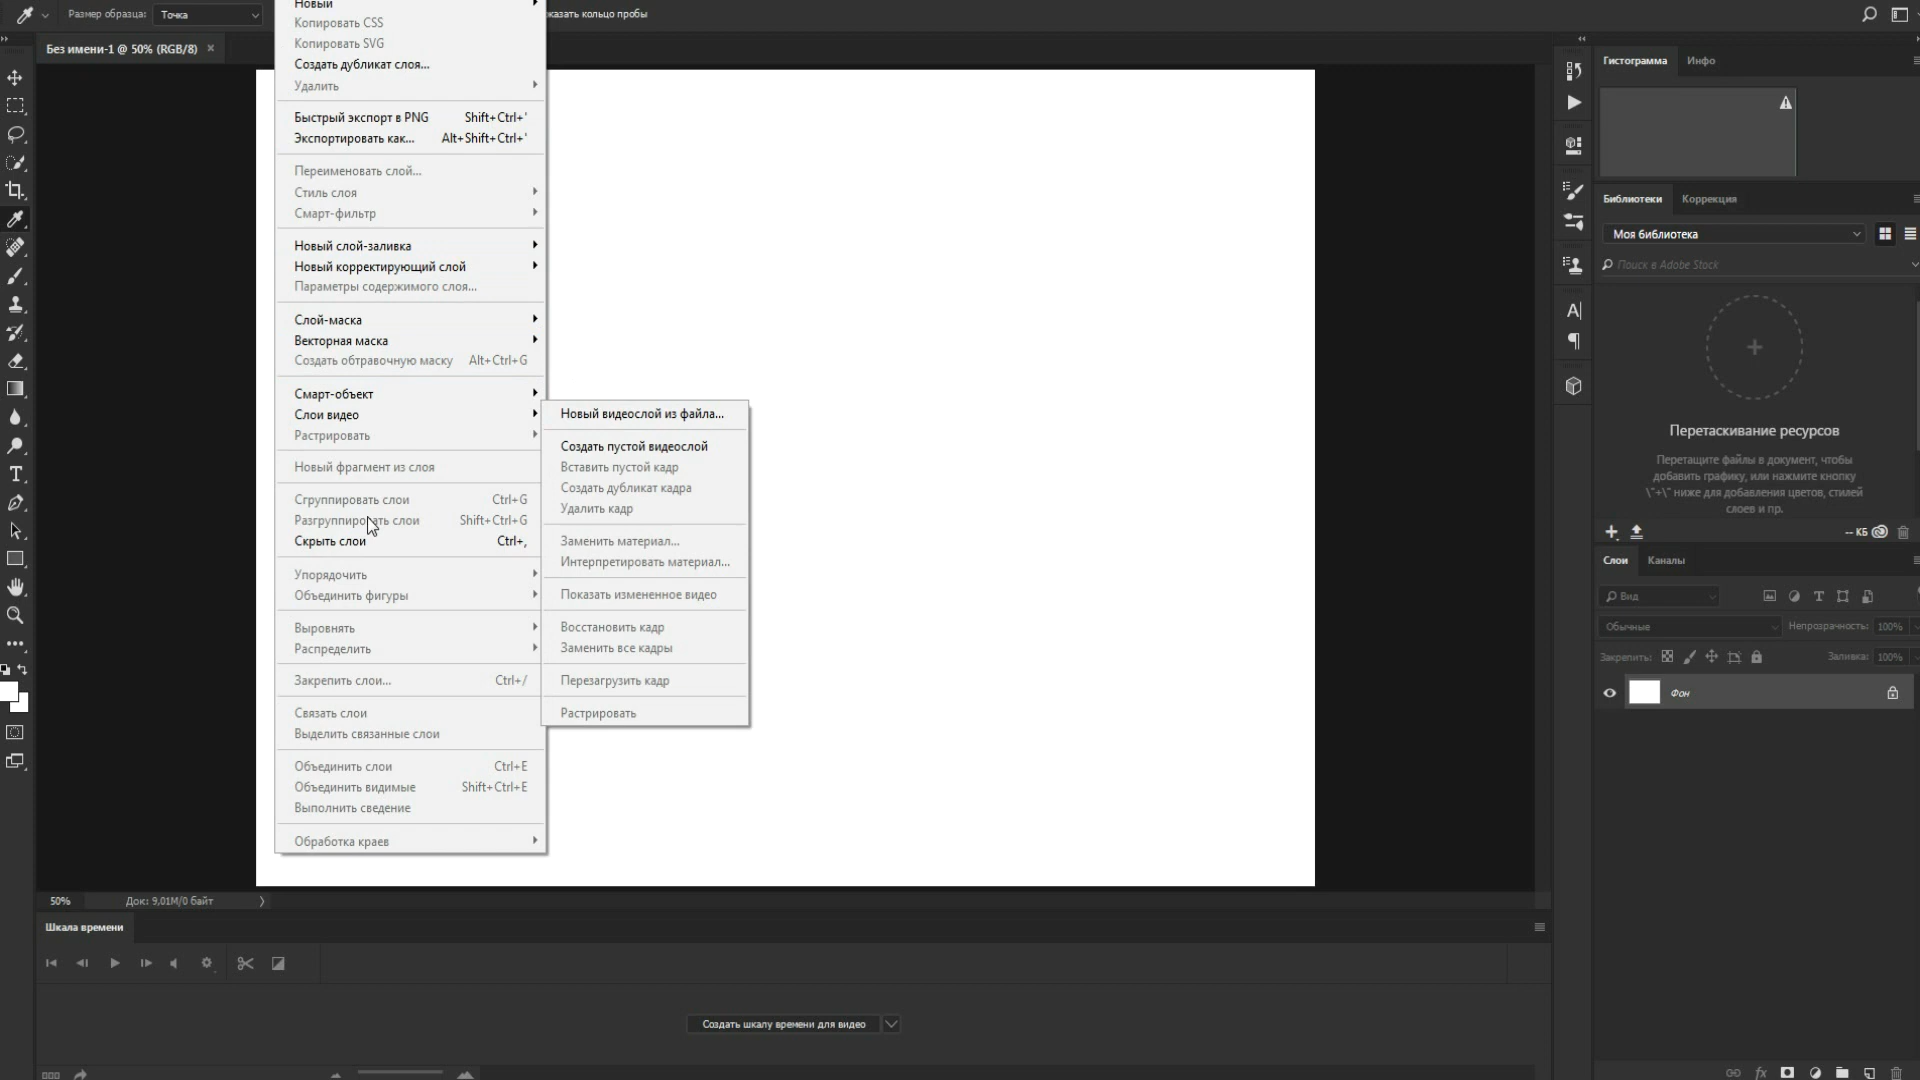 Размер образца: Точка
казать кольцо пробы
Без имени-1 @ 50% (RGB/8) ×
Новый
Копировать CSS
Копировать SVG
Создать дубликат слоя...
Удалить
Быстрый экспорт в PNG Shift+Ctrl+'
Экспортировать как... Alt+Shift+Ctrl+'
Переименовать слой...
Стиль слоя
Смарт-фильтр
Новый слой-заливка
Новый корректирующий слой
Параметры содержимого слоя...
Слой-маска
Векторная маска
Создать обтравочную маску Alt+Ctrl+G
Смарт-объект
Слои видео
Растрировать
Новый фрагмент из слоя
Сгруппировать слои Ctrl+G
Разгруппировать слои Shift+Ctrl+G
Скрыть слои Ctrl+,
Упорядочить
Объединить фигуры
Выровнять
Распределить
Закрепить слои... Ctrl+/
Связать слои
Выделить связанные слои
Объединить слои Ctrl+E
Объединить видимые Shift+Ctrl+E
Выполнить сведение
Обработка краев
Новый видеослой из файла...
Создать пустой видеослой
Вставить пустой кадр
Создать дубликат кадра
Удалить кадр
Заменить материал...
Интерпретировать материал...
Показать измененное видео
Восстановить кадр
Заменить все кадры
Перезагрузить кадр
Растрировать
Гистограмма Инфо
Библиотеки Коррекция
Моя библиотека
Поиск в Adobe Stock
Перетаскивание ресурсов
Перетащите файлы в документ, чтобы
добавить графику, или нажмите кнопку
\"+\" ниже для добавления цветов, стилей
слоев и пр.
-- КБ
Слои Каналы
Вид
Обычные Непрозрачность: 100%
Закрепить: Заливка: 100%
Фон
fx
50% Док: 9,01M/0 байт
Шкала времени
Создать шкалу времени для видео